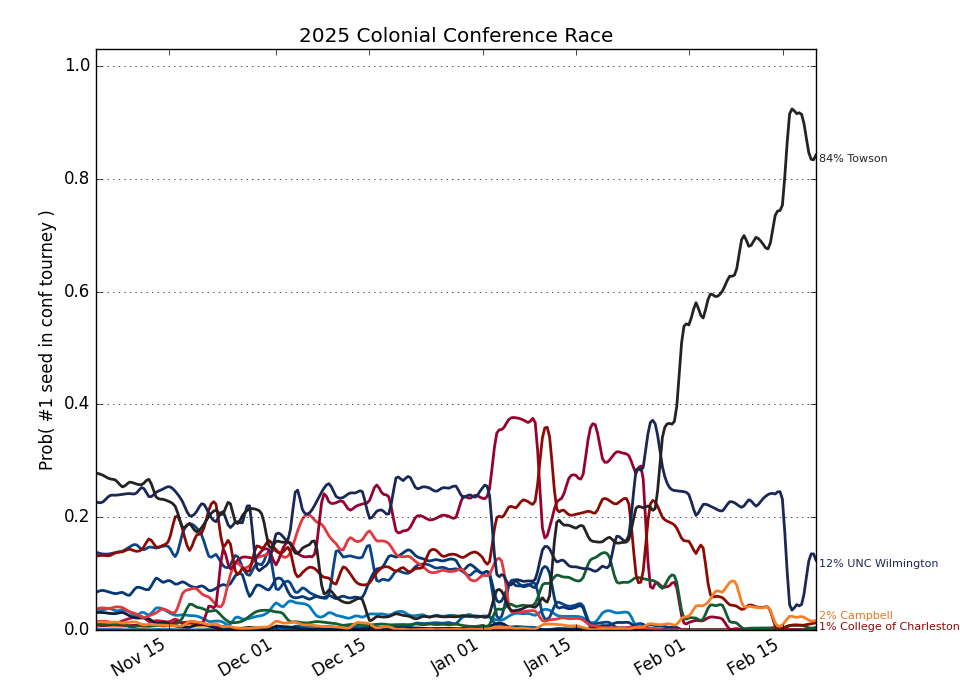 2025 Colonial Conference Race
Prob( #1 seed in conf tourney )
1.0
0.8
0.6
0.4
0.2
0.0
84% Towson
12% UNC Wilmington
2% Campbell
1% College of Charleston
Nov 15
Dec 01
Dec 15
Jan 01
Jan 15
Feb 01
Feb 15